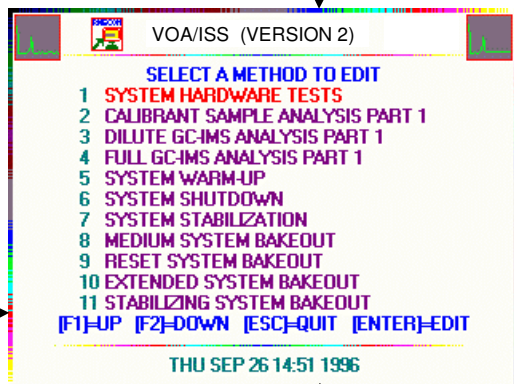 VOA/ISS (VERSION 2)
SELECT A METHOD TO EDIT
1 SYSTEM HARDWARE TESTS
2 CALIBRANT SAMPLE ANALYSIS PART 1
3 DILUTE GC-IMS ANALYSIS PART 1
4 FULL GC-IMS ANALYSIS PART 1
5 SYSTEM WARM-UP
6 SYSTEM SHUTDOWN
7 SYSTEM STABILIZATION
8 MEDIUM SYSTEM BAKEOUT
9 RESET SYSTEM BAKEOUT
10 EXTENDED SYSTEM BAKEOUT
11 STABILIZING SYSTEM BAKEOUT
[F1]=UP [F2]=DOWN [ESC]=QUIT [ENTER]=EDIT
THU SEP 26 14:51 1996